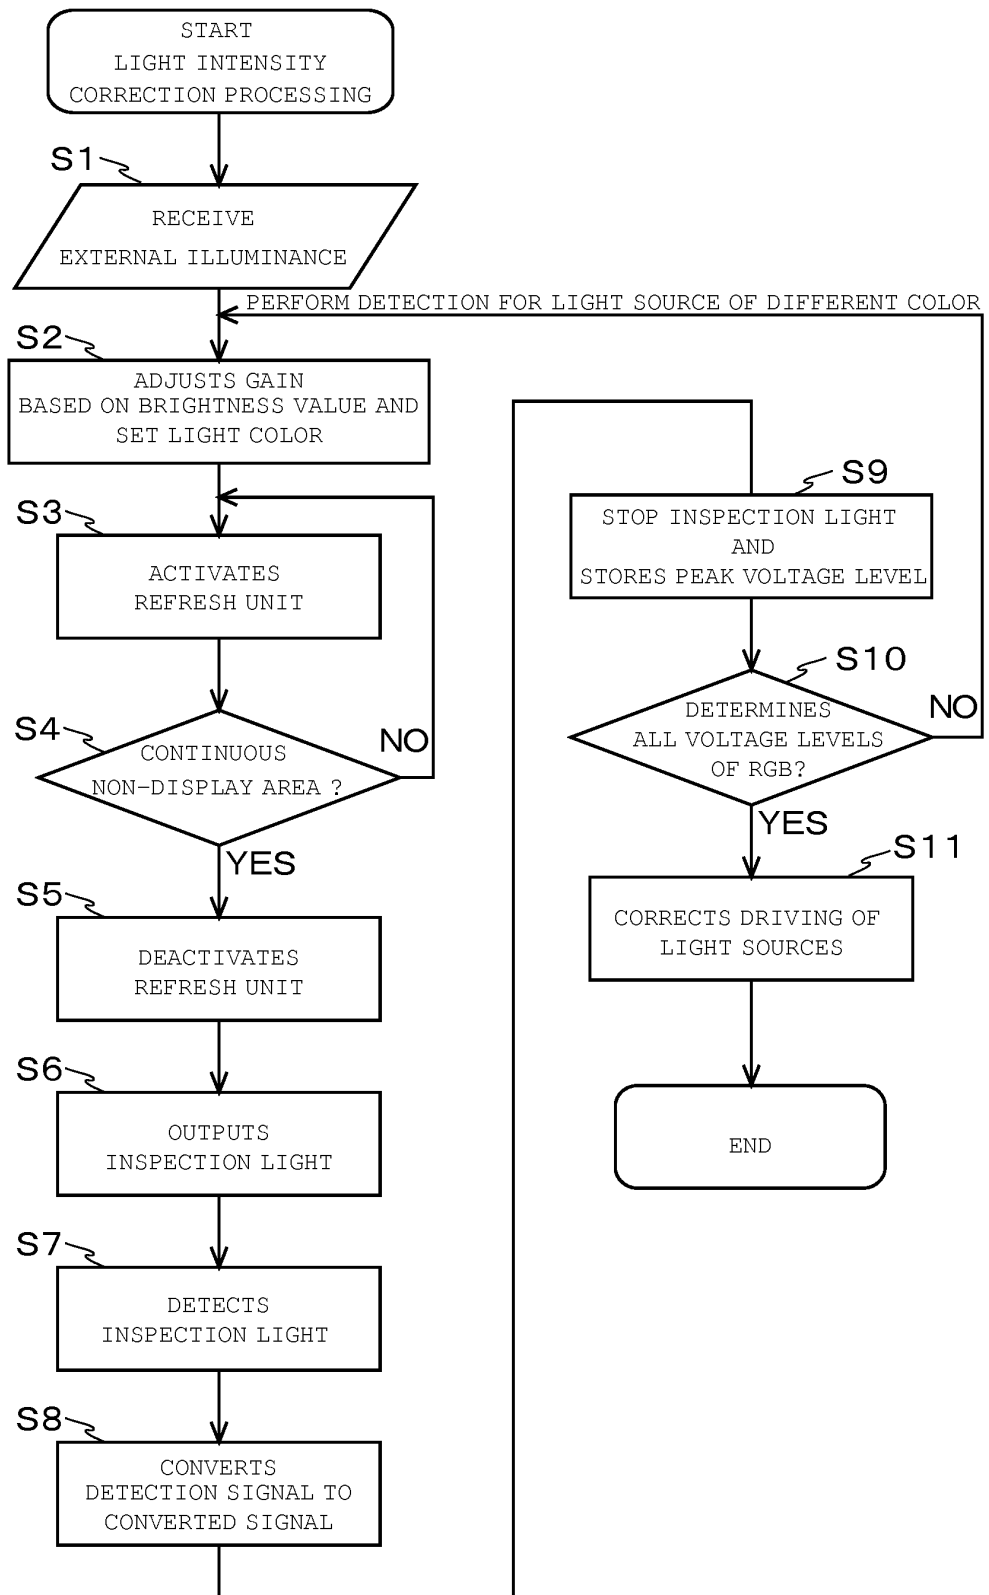 START
LIGHT INTENSITY
CORRECTION PROCESSING
S1
RECEIVE
EXTERNAL ILLUMINANCE
PERFORM DETECTION FOR LIGHT SOURCE OF DIFFERENT COLOR
S2
ADJUSTS GAIN
BASED ON BRIGHTNESS VALUE AND
SET LIGHT COLOR
S3
ACTIVATES
REFRESH UNIT
S4
CONTINUOUS
NON-DISPLAY AREA ?
NO
YES
S5
DEACTIVATES
REFRESH UNIT
S6
OUTPUTS
INSPECTION LIGHT
S7
DETECTS
INSPECTION LIGHT
S8
CONVERTS
DETECTION SIGNAL TO
CONVERTED SIGNAL
S9
STOP INSPECTION LIGHT
AND
STORES PEAK VOLTAGE LEVEL
S10
DETERMINES
ALL VOLTAGE LEVELS
OF RGB?
NO
YES
S11
CORRECTS DRIVING OF
LIGHT SOURCES
END